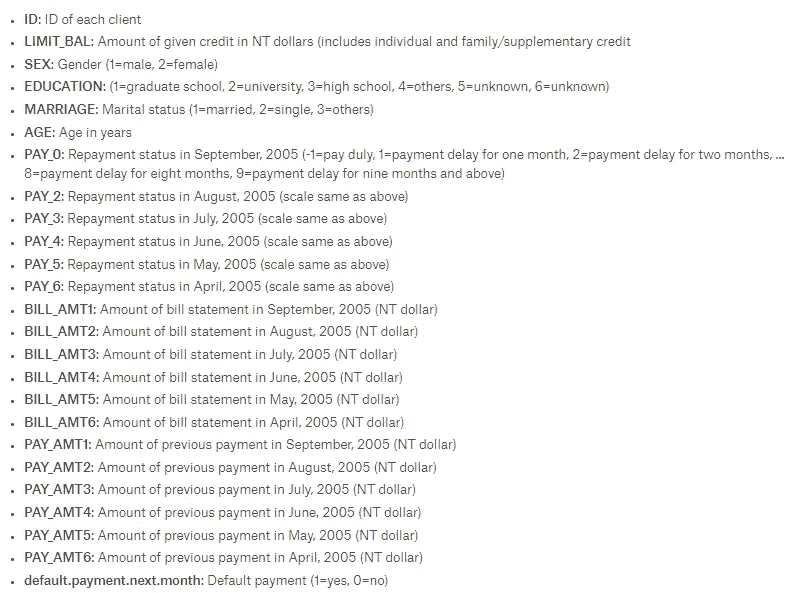 • ID: ID of each client
• LIMIT_BAL: Amount of given credit in NT dollars (includes individual and family/supplementary credit
• SEX: Gender (1=male, 2=female)
• EDUCATION: (1=graduate school, 2=university, 3=high school, 4=others, 5=unknown, 6=unknown)
• MARRIAGE: Marital status (1=married, 2=single, 3=others)
• AGE: Age in years
• PAY_0: Repayment status in September, 2005 (-1=pay duly, 1=payment delay for one month, 2=payment delay for two months, ...
8=payment delay for eight months, 9=payment delay for nine months and above)
• PAY_2: Repayment status in August, 2005 (scale same as above)
• PAY_3: Repayment status in July, 2005 (scale same as above)
• PAY_4: Repayment status in June, 2005 (scale same as above)
• PAY_5: Repayment status in May, 2005 (scale same as above)
• PAY_6: Repayment status in April, 2005 (scale same as above)
• BILL_AMT1: Amount of bill statement in September, 2005 (NT dollar)
• BILL_AMT2: Amount of bill statement in August, 2005 (NT dollar)
• BILL_AMT3: Amount of bill statement in July, 2005 (NT dollar)
• BILL_AMT4: Amount of bill statement in June, 2005 (NT dollar)
• BILL_AMT5: Amount of bill statement in May, 2005 (NT dollar)
• BILL_AMT6: Amount of bill statement in April, 2005 (NT dollar)
• PAY_AMT1: Amount of previous payment in September, 2005 (NT dollar)
• PAY_AMT2: Amount of previous payment in August, 2005 (NT dollar)
• PAY_AMT3: Amount of previous payment in July, 2005 (NT dollar)
• PAY_AMT4: Amount of previous payment in June, 2005 (NT dollar)
• PAY_AMT5: Amount of previous payment in May, 2005 (NT dollar)
• PAY_AMT6: Amount of previous payment in April, 2005 (NT dollar)
• default.payment.next.month: Default payment (1=yes, 0=no)